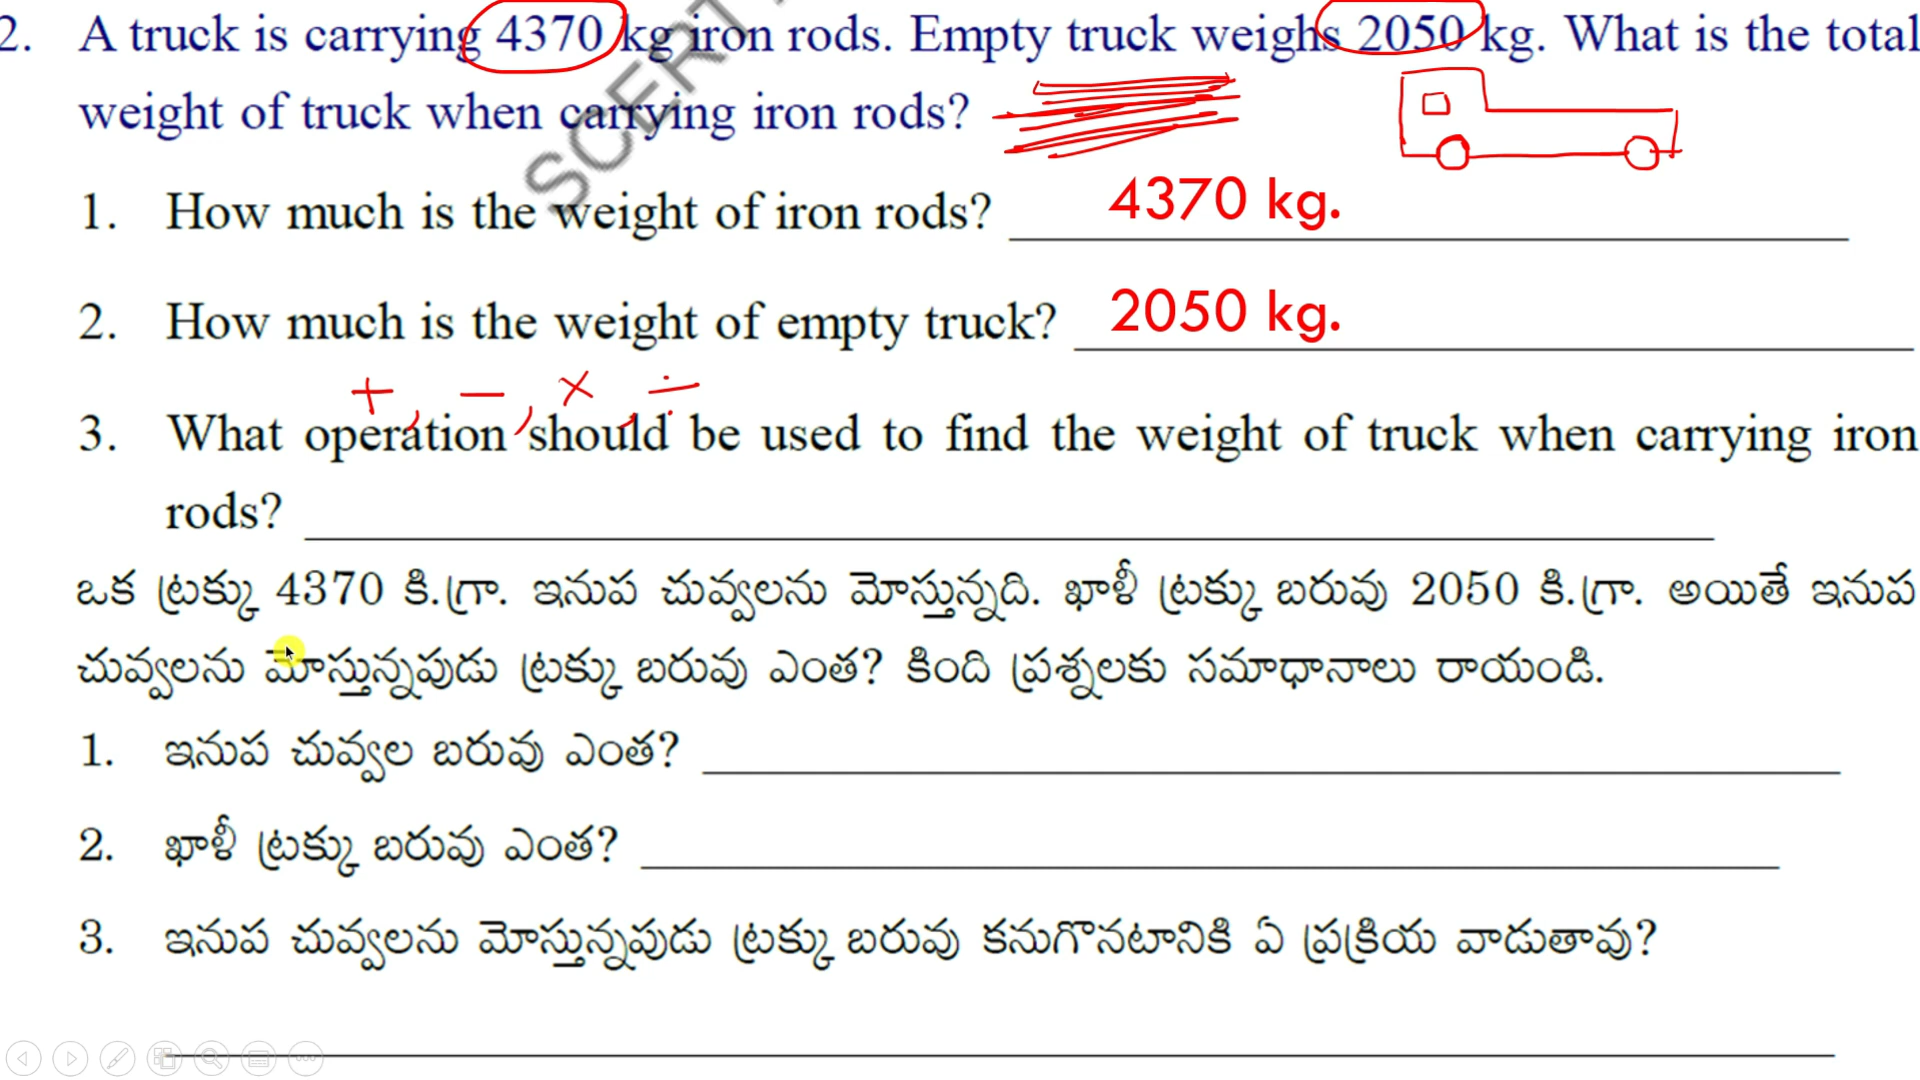 2. A truck is carrying 4370 kg iron rods. Empty truck weighs 2050 kg. What is the total
weight of truck when carrying iron rods?
SCERT
1. How much is the weight of iron rods? 4370 kg.
2. How much is the weight of empty truck? 2050 kg.
+ , − , × , ÷
3. What operation should be used to find the weight of truck when carrying iron
rods?
ఒక ట్రక్కు 4370 కి.గ్రా. ఇనుప చువ్వలను మోస్తున్నది. ఖాళీ ట్రక్కు బరువు 2050 కి.గ్రా. అయితే ఇనుప
చువ్వలను మోస్తున్నపుడు ట్రక్కు బరువు ఎంత? కింది ప్రశ్నలకు సమాధానాలు రాయండి.
1. ఇనుప చువ్వల బరువు ఎంత?
2. ఖాళీ ట్రక్కు బరువు ఎంత?
3. ఇనుప చువ్వలను మోస్తున్నపుడు ట్రక్కు బరువు కనుగొనటానికి ఏ ప్రక్రియ వాడుతావు?